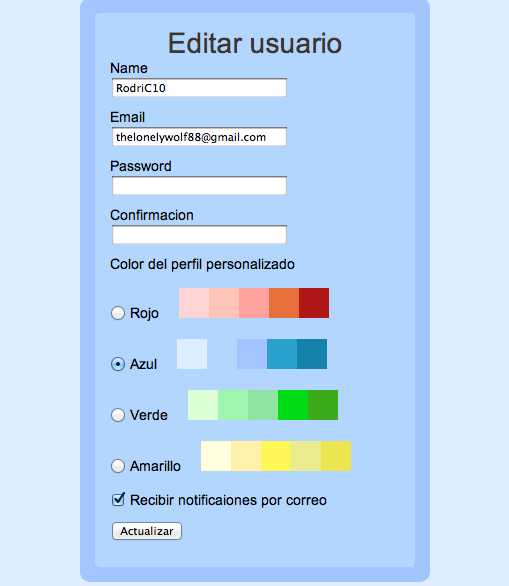 Editar usuario
Name
RodriC10
Email
thelonelywolf88@gmail.com
Password
Confirmacion
Color del perfil personalizado
Rojo
Azul
Verde
Amarillo
Recibir notificaiones por correo
Actualizar